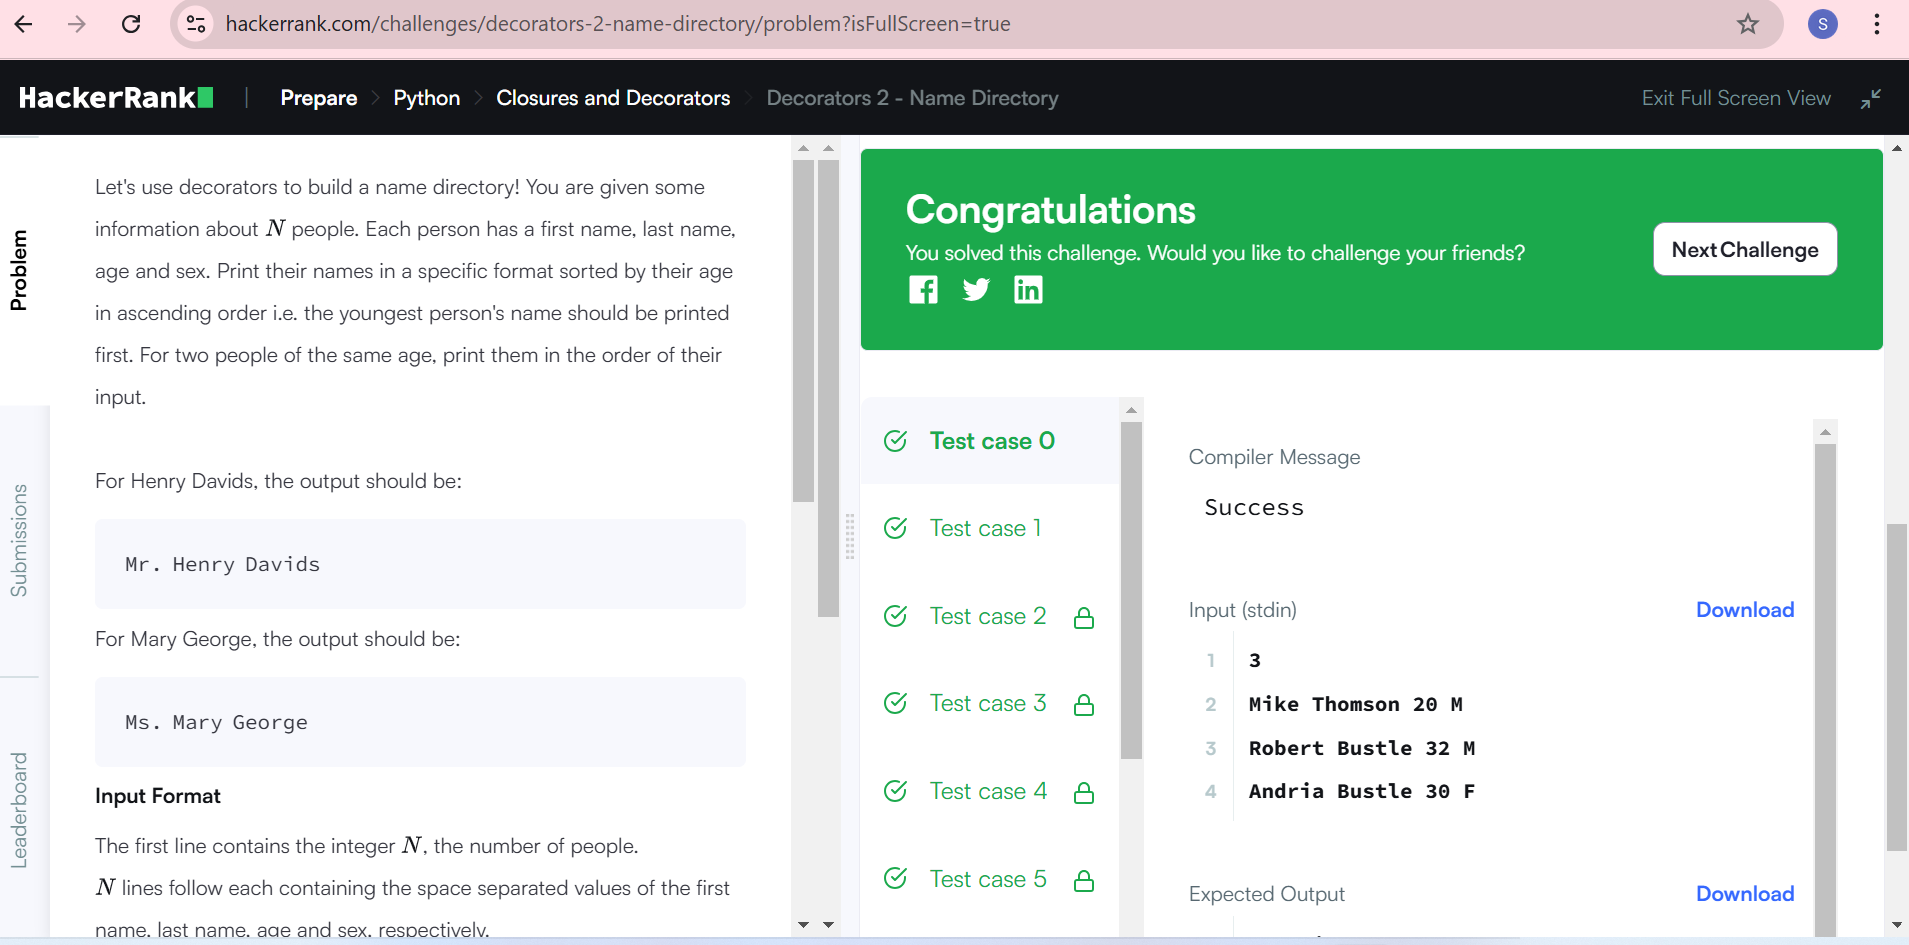 hackerrank.com/challenges/decorators-2-name-directory/problem?isFullScreen=true
S
HackerRank
Prepare
Python
Closures and Decorators
Decorators 2 - Name Directory
Exit Full Screen View
Problem
Submissions
Leaderboard
Let's use decorators to build a name directory! You are given some
information about N people. Each person has a first name, last name,
age and sex. Print their names in a specific format sorted by their age
in ascending order i.e. the youngest person's name should be printed
first. For two people of the same age, print them in the order of their
input.
For Henry Davids, the output should be:
Mr. Henry Davids
For Mary George, the output should be:
Ms. Mary George
Input Format
The first line contains the integer N, the number of people.
N lines follow each containing the space separated values of the first
name, last name, age and sex, respectively.
Congratulations
You solved this challenge. Would you like to challenge your friends?
Next Challenge
Test case 0
Test case 1
Test case 2
Test case 3
Test case 4
Test case 5
Compiler Message
Success
Input (stdin)
Download
1 3
2 Mike Thomson 20 M
3 Robert Bustle 32 M
4 Andria Bustle 30 F
Expected Output
Download